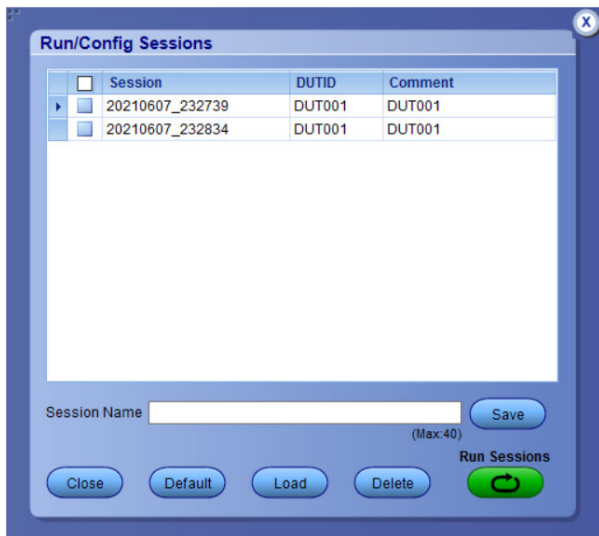 X
Run/Config Sessions
Session DUTID Comment
20210607_232739 DUT001 DUT001
20210607_232834 DUT001 DUT001
Session Name Save
(Max:40)
Run Sessions
Close Default Load Delete